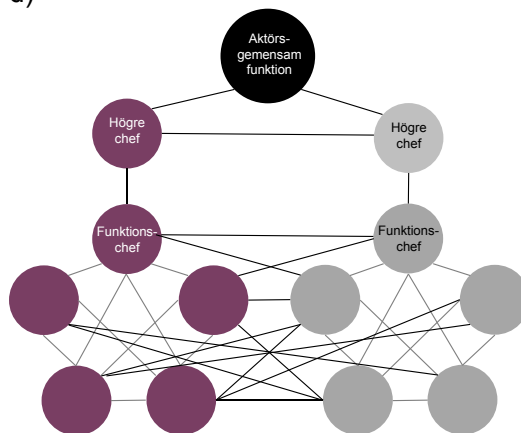 Aktörs-
gemensam
funktion
Högre
chef
Högre
chef
Funktions-
chef
Funktions-
chef